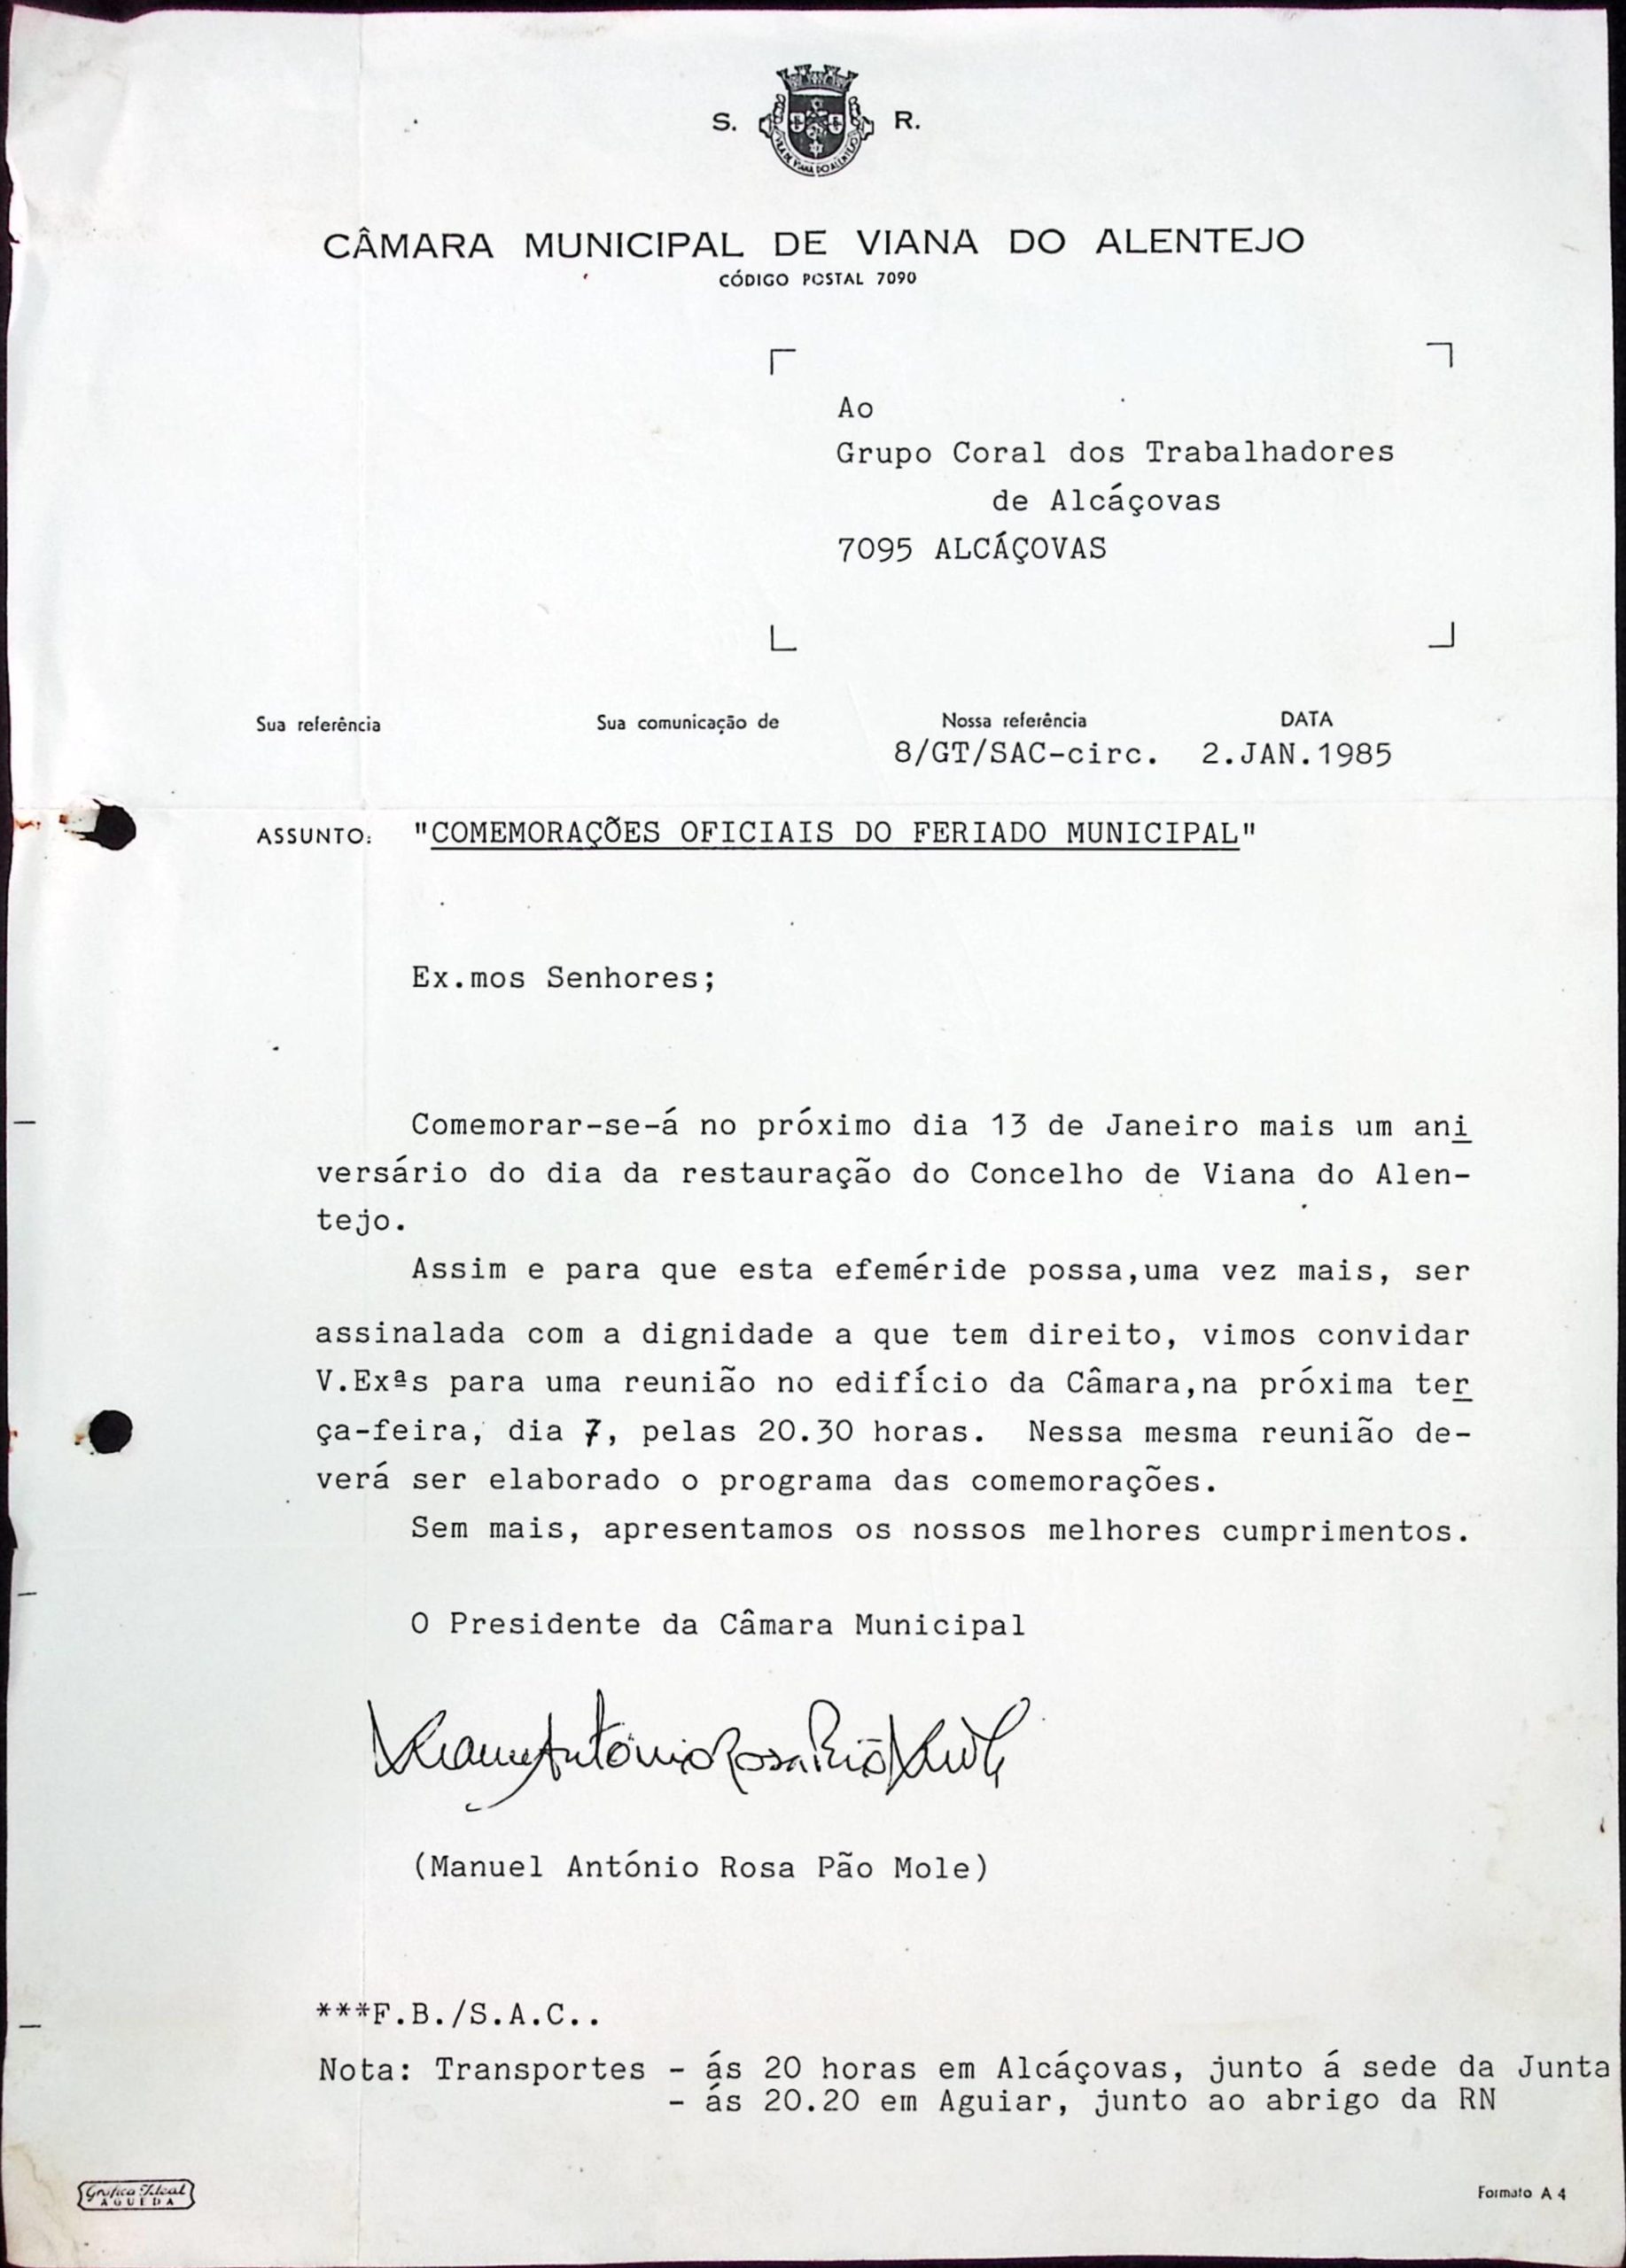 S. R.
VILA DE VIANA DO ALENTEJO
CÂMARA MUNICIPAL DE VIANA DO ALENTEJO
CÓDIGO POSTAL 7090
Ao
Grupo Coral dos Trabalhadores
de Alcáçovas
7095 ALCÁÇOVAS
Sua referência Sua comunicação de Nossa referência DATA
8/GT/SAC-circ. 2.JAN.1985
ASSUNTO: "COMEMORAÇÕES OFICIAIS DO FERIADO MUNICIPAL"
Ex.mos Senhores;
Comemorar-se-á no próximo dia 13 de Janeiro mais um ani
versário do dia da restauração do Concelho de Viana do Alen-
tejo.
Assim e para que esta efeméride possa,uma vez mais, ser
assinalada com a dignidade a que tem direito, vimos convidar
V.Exªs para uma reunião no edifício da Câmara,na próxima ter
ça-feira, dia 7, pelas 20.30 horas. Nessa mesma reunião de-
verá ser elaborado o programa das comemorações.
Sem mais, apresentamos os nossos melhores cumprimentos.
O Presidente da Câmara Municipal
Manuel António Rosa Pão Mole
(Manuel António Rosa Pão Mole)
***F.B./S.A.C..
Nota: Transportes - ás 20 horas em Alcáçovas, junto á sede da Junta
- ás 20.20 em Aguiar, junto ao abrigo da RN
Gráfica Ideal
AGUEDA
Formato A 4